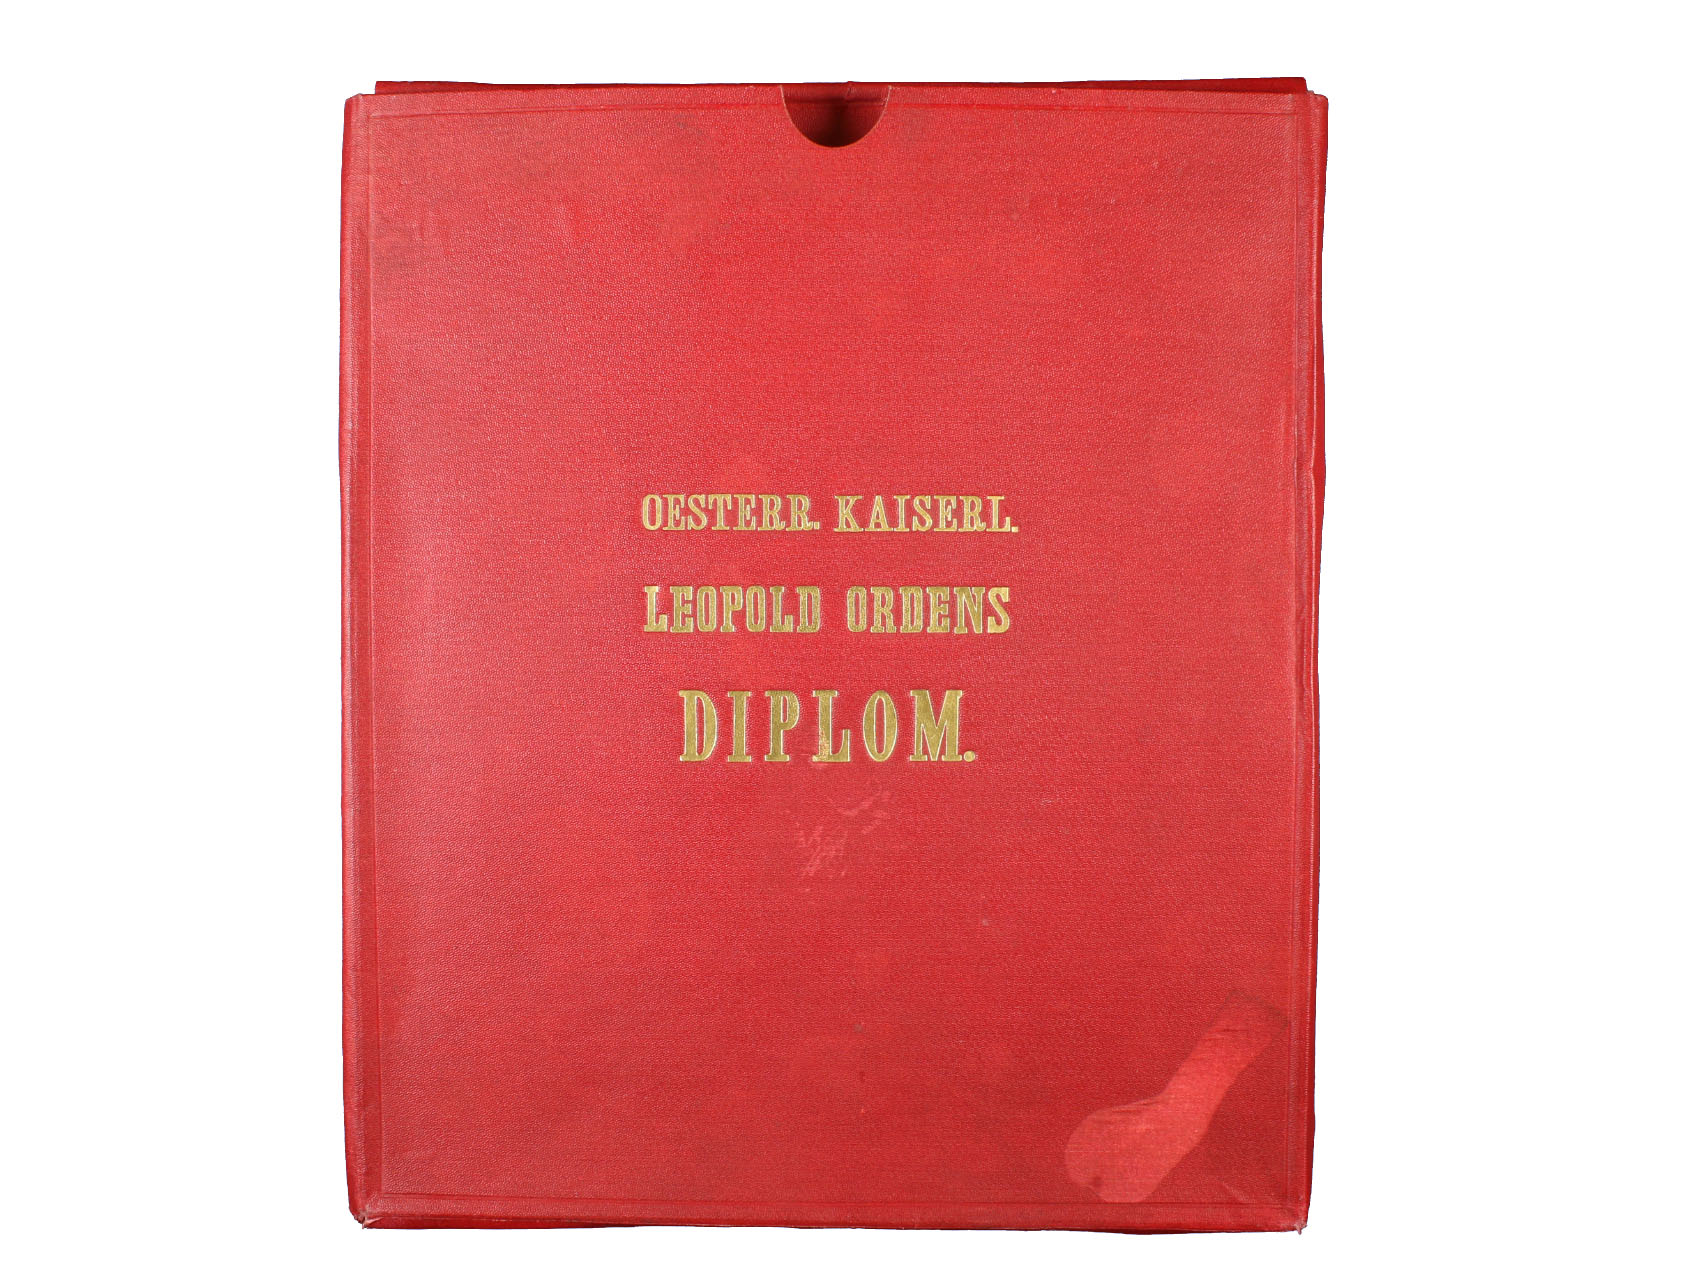 OESTERR. KAISERL.
LEOPOLD ORDENS
DIPLOM.